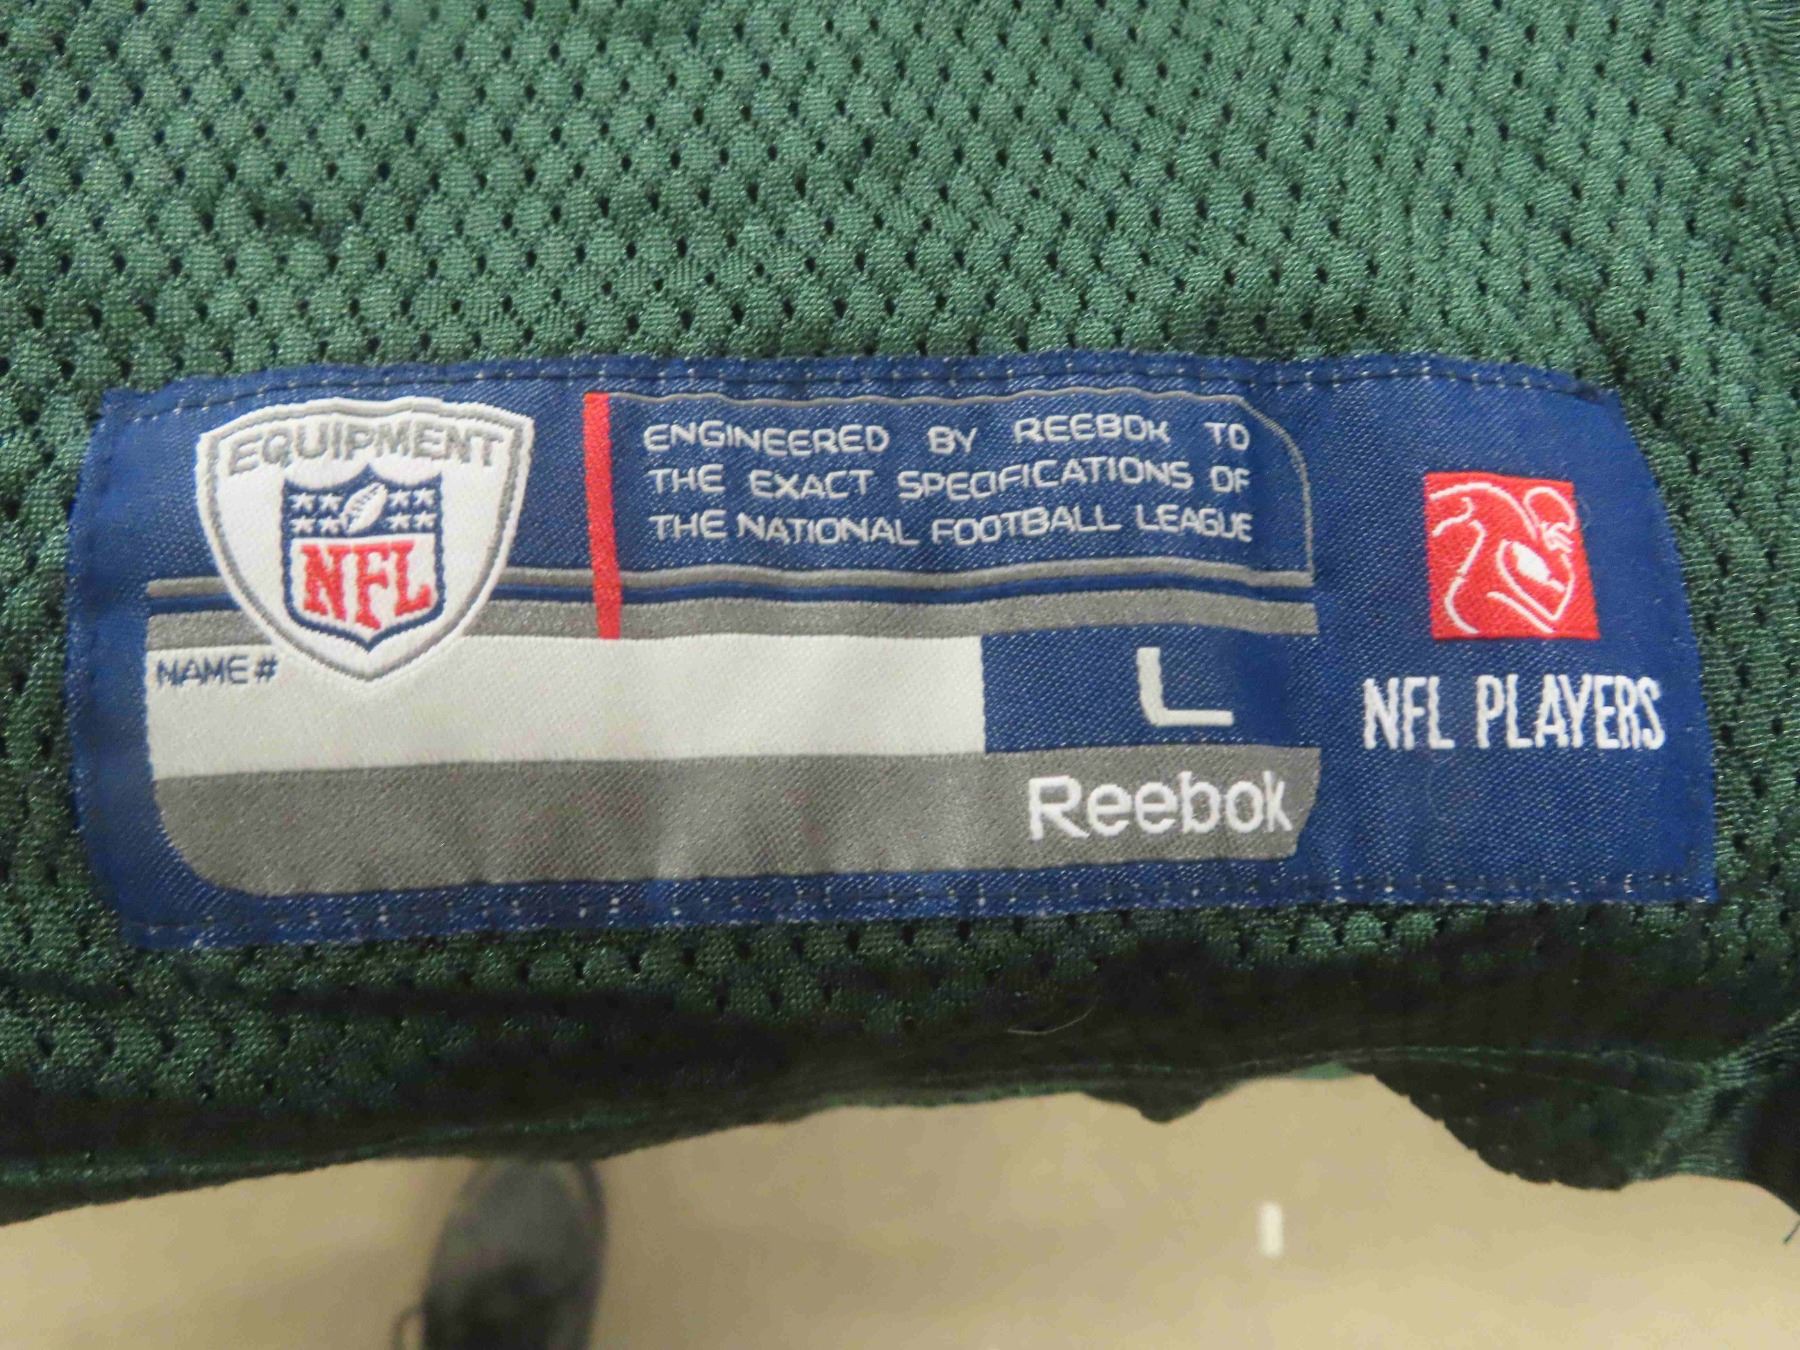 EQUIPMENT
NFL
ENGINEERED BY REEBOK TO
THE EXACT SPECIFICATIONS OF
THE NATIONAL FOOTBALL LEAGUE
NAME#
L
Reebok
NFL PLAYERS